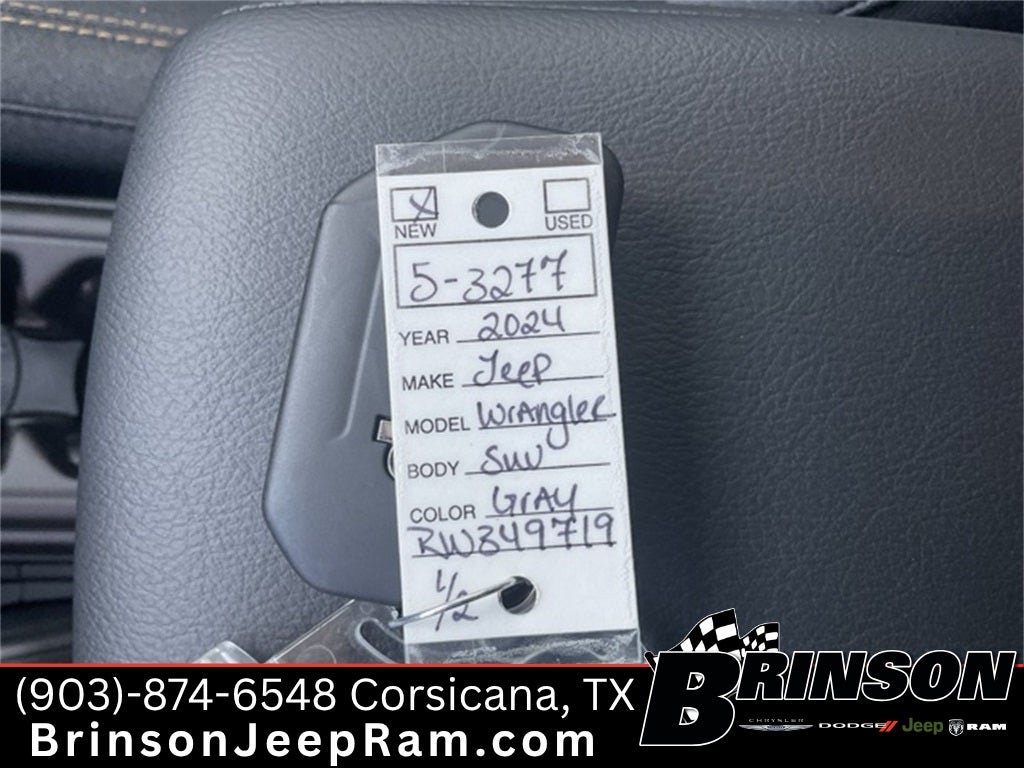 X
NEW USED
5-3277
YEAR 2024
MAKE Jeep
MODEL Wrangler
BODY SUV
COLOR GRAY
RW349719
1/2
(903)-874-6548 Corsicana, TX
BrinsonJeepRam.com
BRINSON
CHRYSLER DODGE Jeep RAM